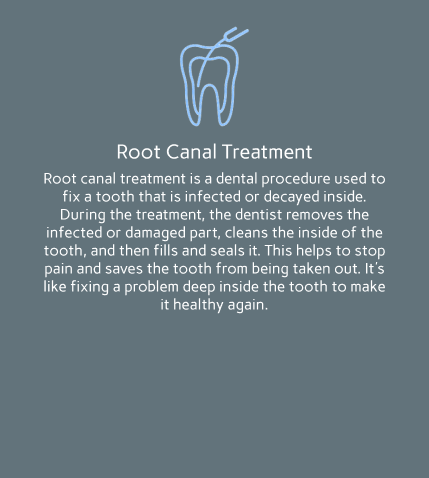 Root Canal Treatment
Root canal treatment is a dental procedure used to
fix a tooth that is infected or decayed inside.
During the treatment, the dentist removes the
infected or damaged part, cleans the inside of the
tooth, and then fills and seals it. This helps to stop
pain and saves the tooth from being taken out. It's
like fixing a problem deep inside the tooth to make
it healthy again.